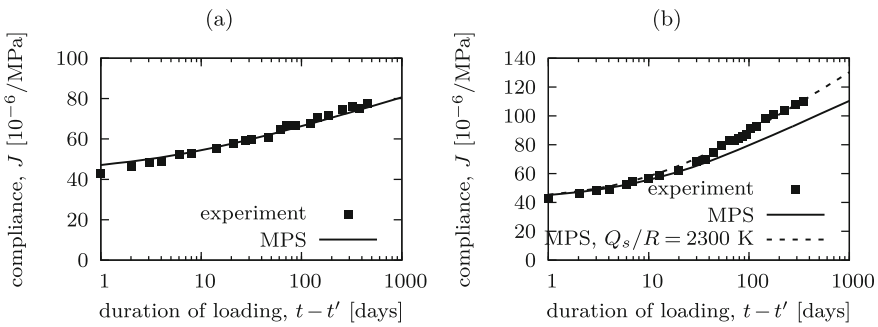 (a)
compliance, J [10⁻⁶/MPa]
100
80
60
40
20
0
experiment
MPS
1 10 100 1000
duration of loading, t − t′ [days]
(b)
compliance, J [10⁻⁶/MPa]
140
120
100
80
60
40
20
0
experiment
MPS
MPS, Qₛ/R = 2300 K
1 10 100 1000
duration of loading, t − t′ [days]